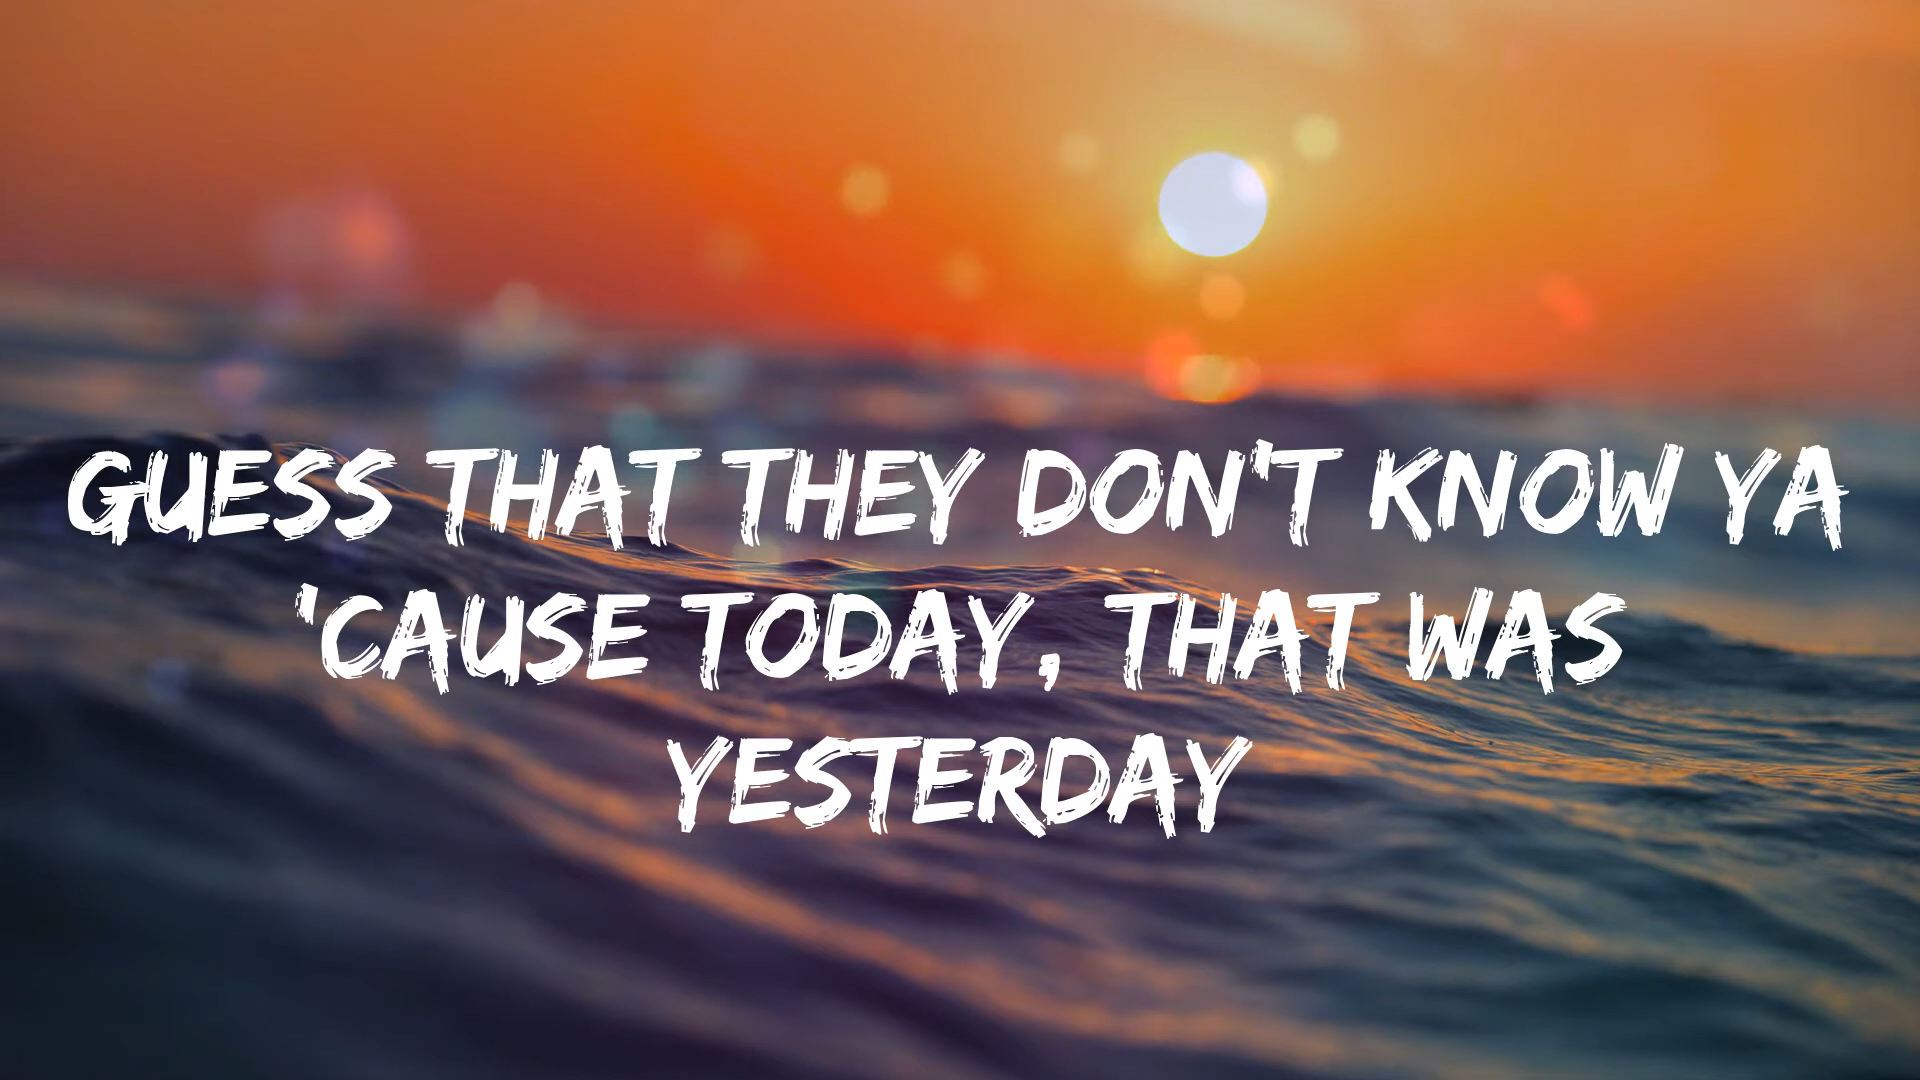 GUESS THAT THEY DON'T KNOW YA
'CAUSE TODAY, THAT WAS
YESTERDAY